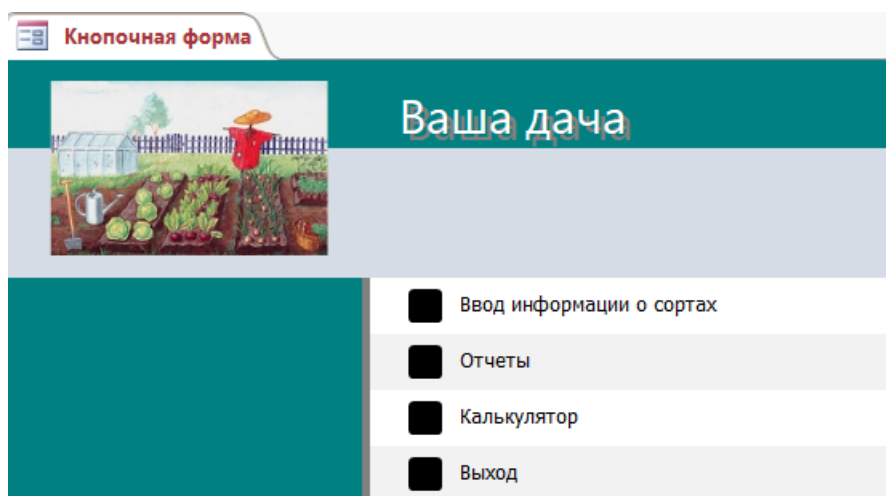 Кнопочная форма
Ваша дача
Ввод информации о сортах
Отчеты
Калькулятор
Выход